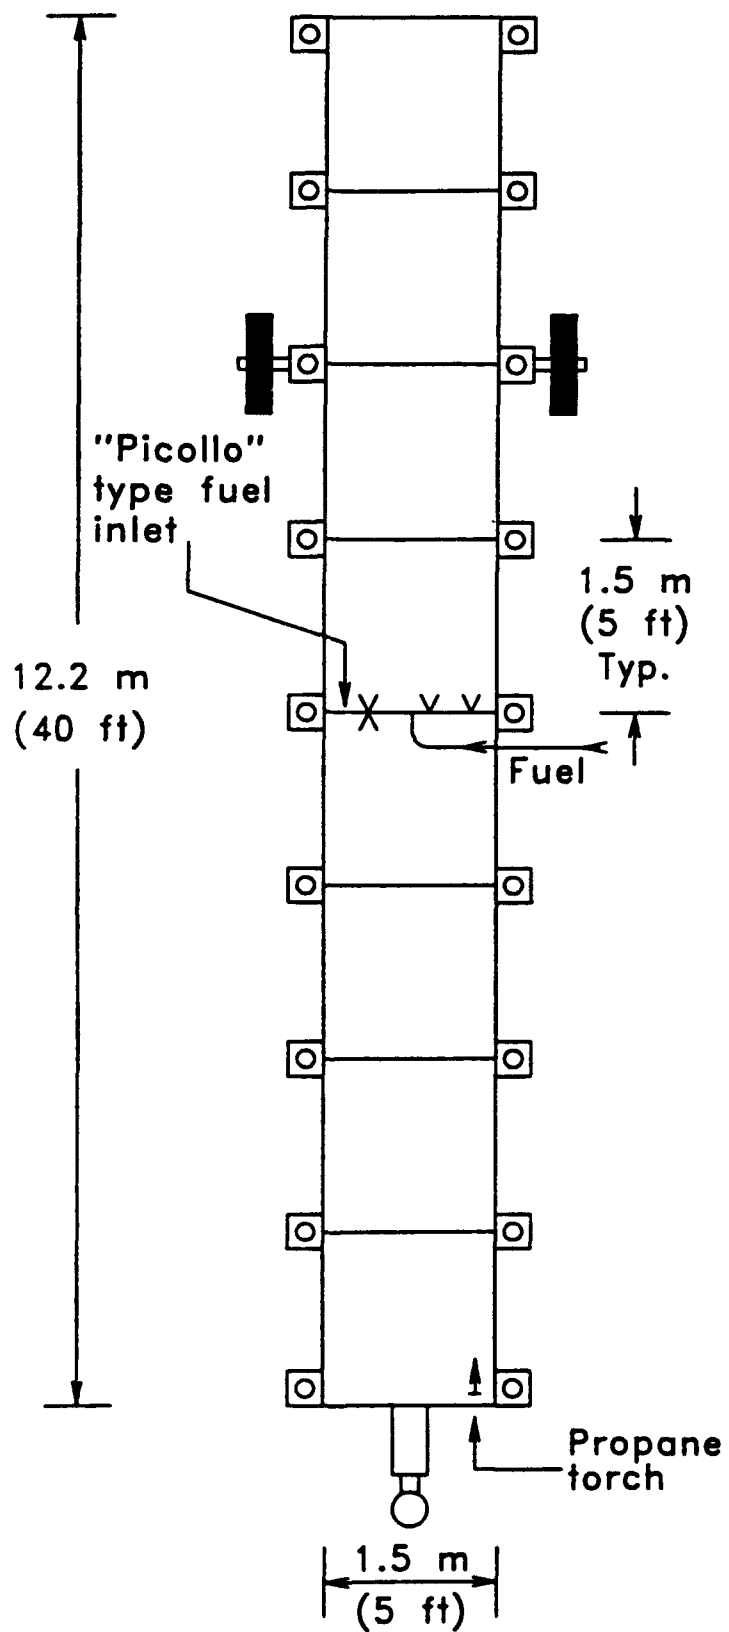 "Picollo"
type fuel
inlet
1.5 m
(5 ft)
Typ.
12.2 m
(40 ft)
Fuel
Propane
torch
1.5 m
(5 ft)